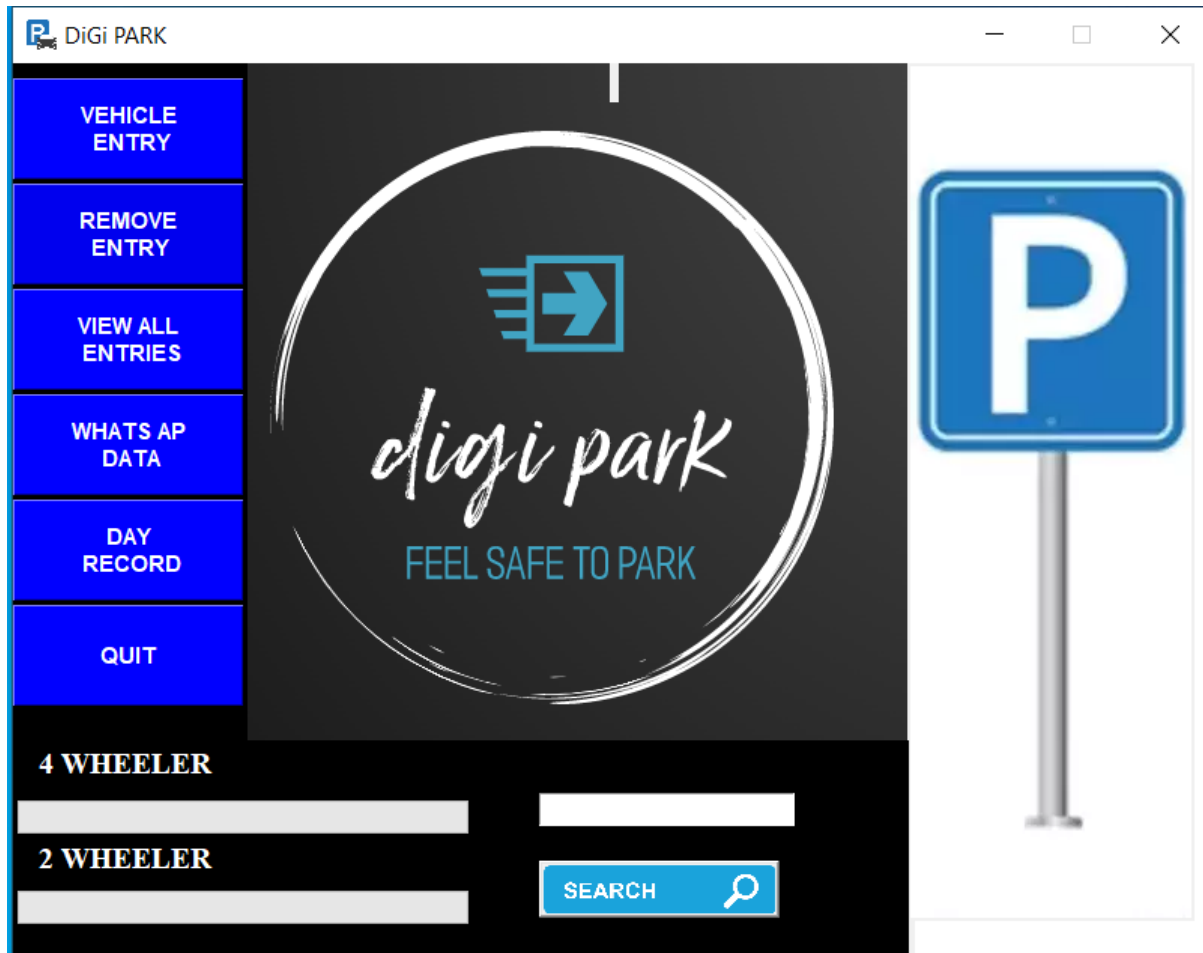 DiGi PARK
VEHICLE
ENTRY
REMOVE
ENTRY
VIEW ALL
ENTRIES
WHATS AP
DATA
DAY
RECORD
QUIT
digi park
FEEL SAFE TO PARK
P
4 WHEELER
2 WHEELER
SEARCH